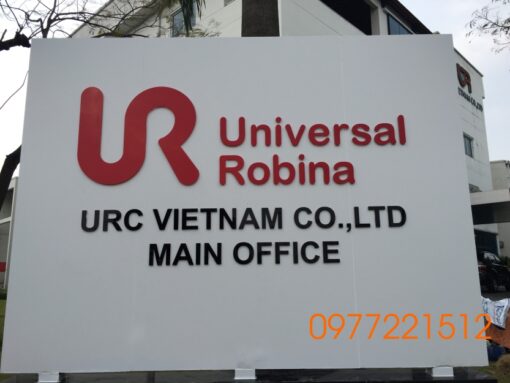 UR Universal
Robina
URC VIETNAM CO.,LTD
MAIN OFFICE
0977221512